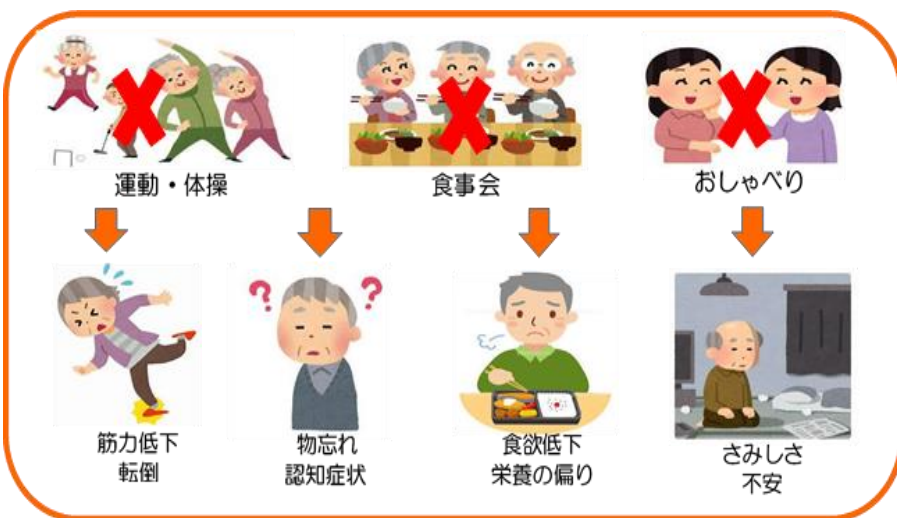 運動・体操
食事会
おしゃべり
筋力低下
転倒
物忘れ
認知症状
食欲低下
栄養の偏り
さみしさ
不安